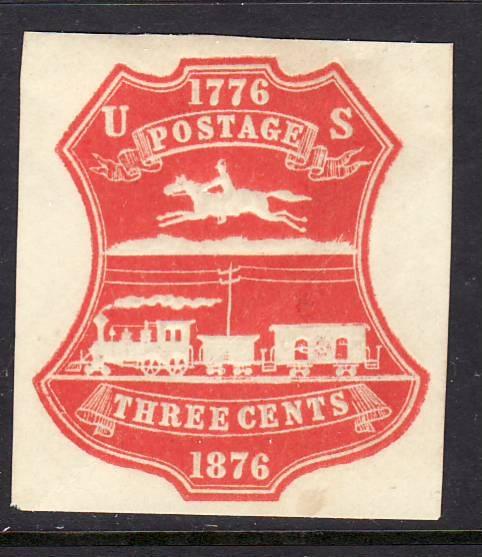 1776
U POSTAGE S
THREE CENTS
1876